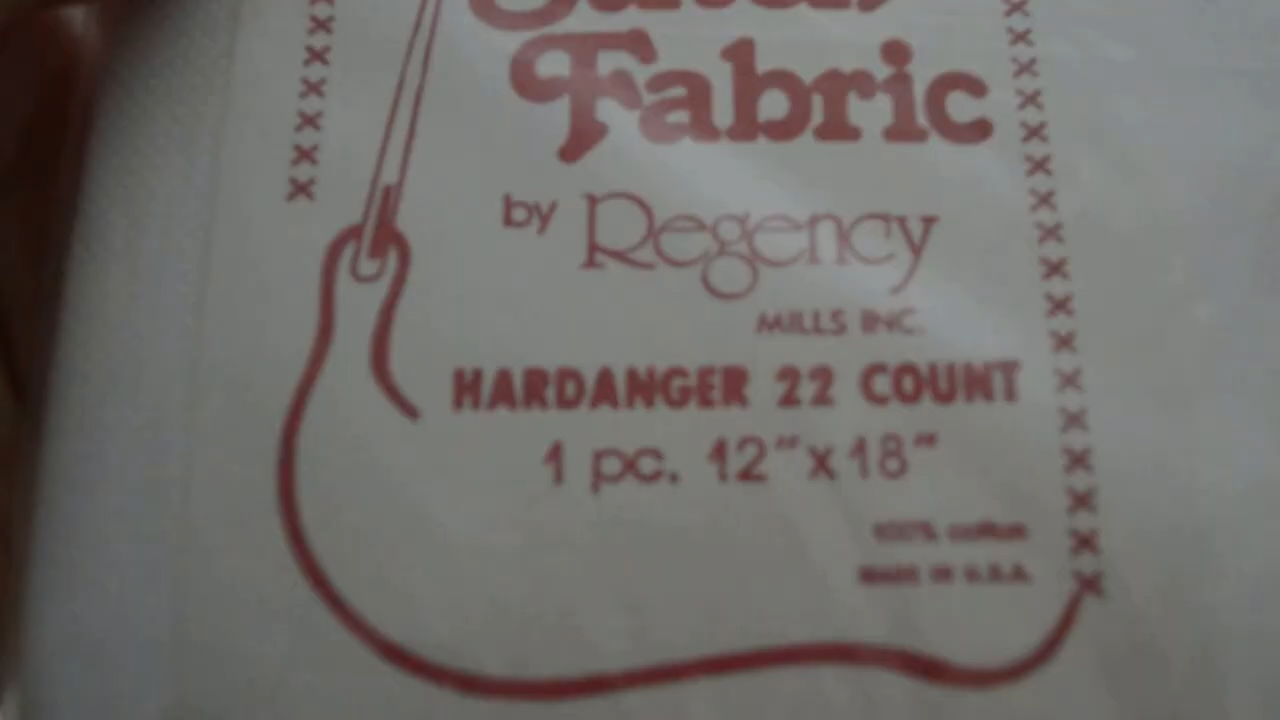 Fabric
by Regency
MILLS INC.
HARDANGER 22 COUNT
1 pc. 12"x18"
100% cotton
MADE IN U.S.A.